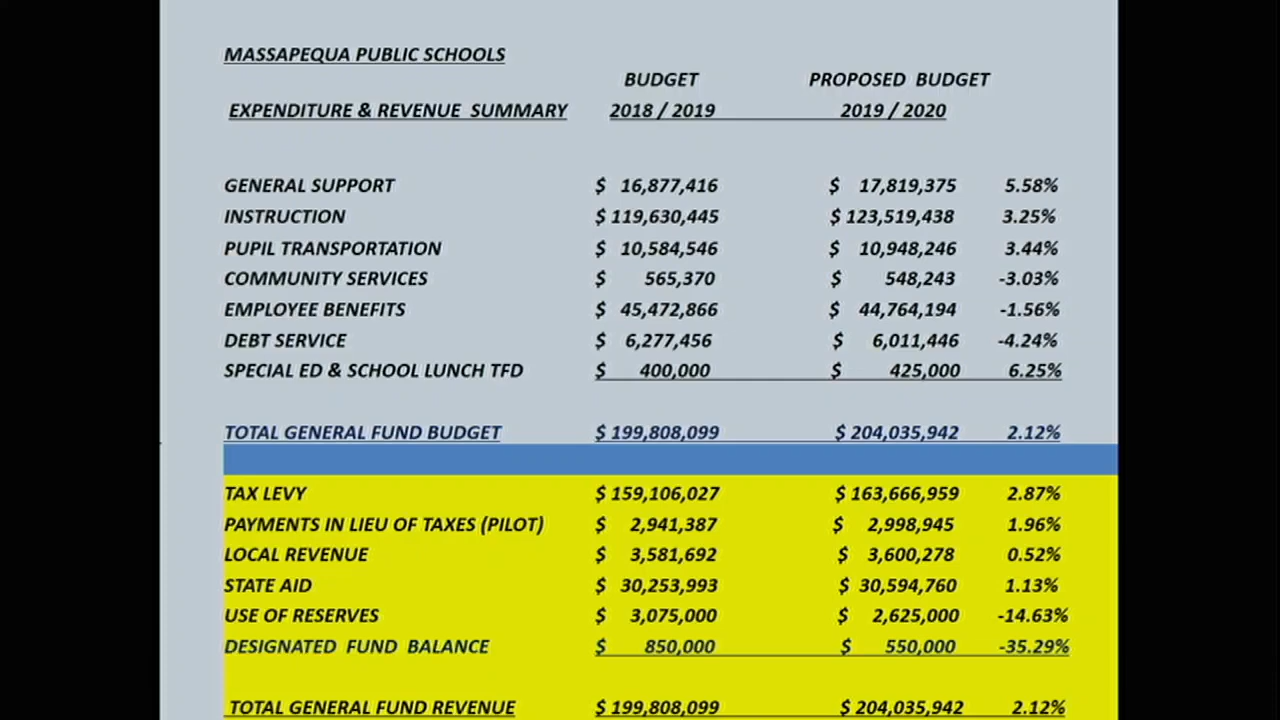 MASSAPEQUA PUBLIC SCHOOLS
BUDGET PROPOSED BUDGET
EXPENDITURE & REVENUE SUMMARY 2018 / 2019 2019 / 2020
GENERAL SUPPORT $ 16,877,416 $ 17,819,375 5.58%
INSTRUCTION $ 119,630,445 $ 123,519,438 3.25%
PUPIL TRANSPORTATION $ 10,584,546 $ 10,948,246 3.44%
COMMUNITY SERVICES $ 565,370 $ 548,243 -3.03%
EMPLOYEE BENEFITS $ 45,472,866 $ 44,764,194 -1.56%
DEBT SERVICE $ 6,277,456 $ 6,011,446 -4.24%
SPECIAL ED & SCHOOL LUNCH TFD $ 400,000 $ 425,000 6.25%
TOTAL GENERAL FUND BUDGET $ 199,808,099 $ 204,035,942 2.12%
TAX LEVY $ 159,106,027 $ 163,666,959 2.87%
PAYMENTS IN LIEU OF TAXES (PILOT) $ 2,941,387 $ 2,998,945 1.96%
LOCAL REVENUE $ 3,581,692 $ 3,600,278 0.52%
STATE AID $ 30,253,993 $ 30,594,760 1.13%
USE OF RESERVES $ 3,075,000 $ 2,625,000 -14.63%
DESIGNATED FUND BALANCE $ 850,000 $ 550,000 -35.29%
TOTAL GENERAL FUND REVENUE $ 199,808,099 $ 204,035,942 2.12%